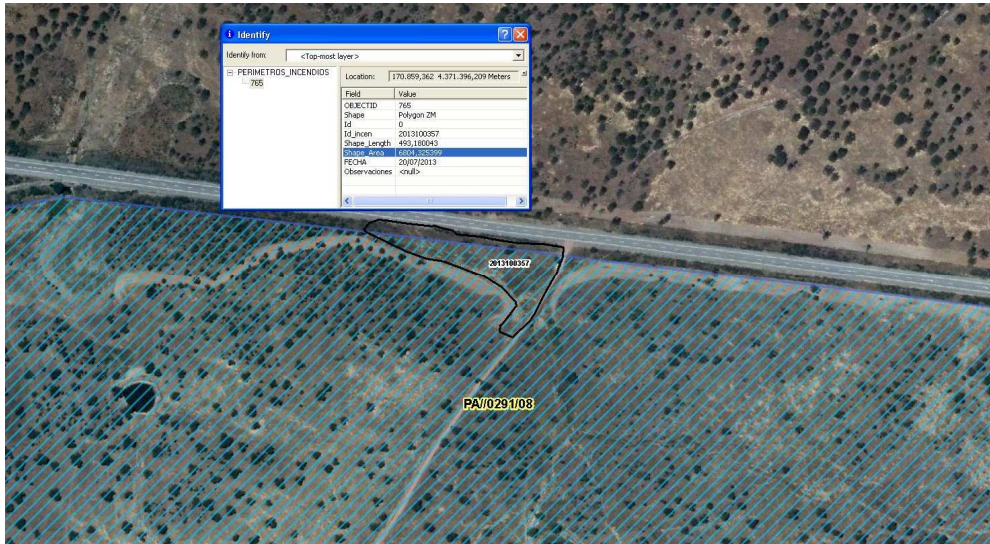 Identify
Identify from: <Top-most layer>
PERIMETROS_INCENDIOS
765
Location: 170.859,362 4.371.396,209 Meters
Field Value
OBJECTID 765
Shape Polygon ZM
Id 0
Id_incen 2013100357
Shape_Length 493,180043
Shape_Area 6804,325399
FECHA 20/07/2013
Observaciones <null>
2013100357
PA//0291/08